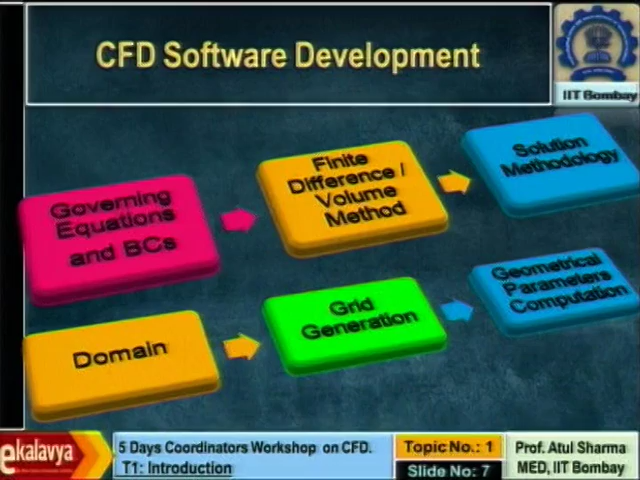 CFD Software Development
IIT Bombay
Governing
Equations
and BCs
Finite
Difference /
Volume
Method
Solution
Methodology
Domain
Grid
Generation
Geometrical
Parameters
Computation
ekalavya
5 Days Coordinators Workshop on CFD.
T1: Introduction
Topic No.: 1
Slide No: 7
Prof. Atul Sharma
MED, IIT Bombay